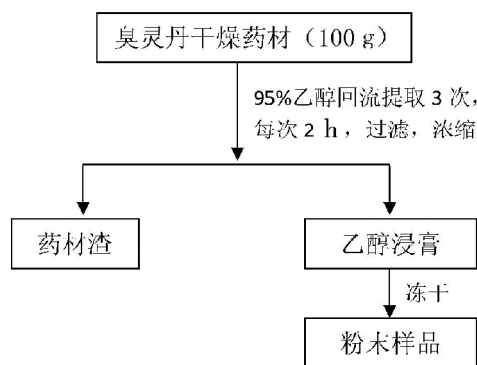 臭灵丹干燥药材（100 g）
95%乙醇回流提取 3 次，
每次 2 h，过滤，浓缩
药材渣
乙醇浸膏
冻干
粉末样品